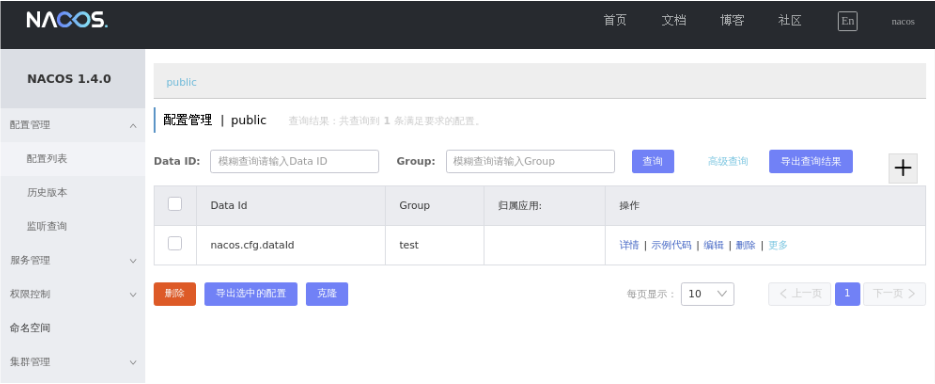 NACOS.
首页 文档 博客 社区 En nacos
NACOS 1.4.0
配置管理
配置列表
历史版本
监听查询
服务管理
权限控制
命名空间
集群管理
public
配置管理 | public 查询结果：共查询到 1 条满足要求的配置。
Data ID: 模糊查询请输入Data ID Group: 模糊查询请输入Group 查询 高级查询 导出查询结果 +
Data Id Group 归属应用: 操作
nacos.cfg.dataId test 详情 | 示例代码 | 编辑 | 删除 | 更多
删除 导出选中的配置 克隆 每页显示： 10 上一页 1 下一页